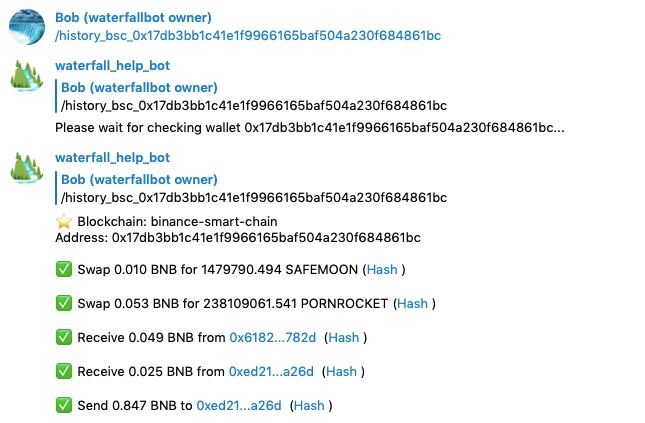 Bob (waterfallbot owner)
/history_bsc_0x17db3bb1c41e1f9966165baf504a230f684861bc
waterfall_help_bot
Bob (waterfallbot owner)
/history_bsc_0x17db3bb1c41e1f9966165baf504a230f684861bc
Please wait for checking wallet 0x17db3bb1c41e1f9966165baf504a230f684861bc...
waterfall_help_bot
Bob (waterfallbot owner)
/history_bsc_0x17db3bb1c41e1f9966165baf504a230f684861bc
⭐ Blockchain: binance-smart-chain
Address: 0x17db3bb1c41e1f9966165baf504a230f684861bc
✅ Swap 0.010 BNB for 1479790.494 SAFEMOON (Hash )
✅ Swap 0.053 BNB for 238109061.541 PORNROCKET (Hash )
✅ Receive 0.049 BNB from 0x6182...782d (Hash )
✅ Receive 0.025 BNB from 0xed21...a26d (Hash )
✅ Send 0.847 BNB to 0xed21...a26d (Hash )